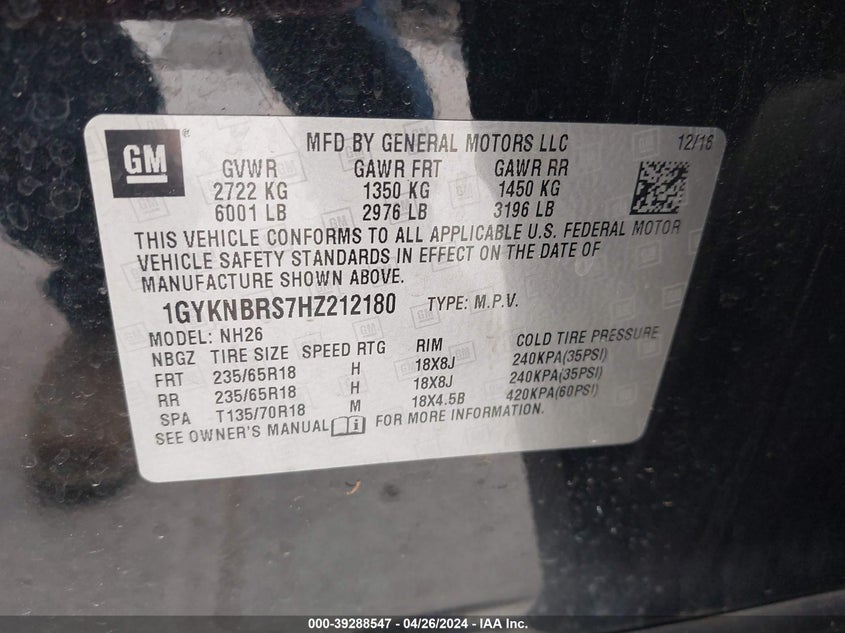 GM ® MFD BY GENERAL MOTORS LLC 12/16
GVWR GAWR FRT GAWR RR
2722 KG 1350 KG 1450 KG
6001 LB 2976 LB 3196 LB
THIS VEHICLE CONFORMS TO ALL APPLICABLE U.S. FEDERAL MOTOR
VEHICLE SAFETY STANDARDS IN EFFECT ON THE DATE OF
MANUFACTURE SHOWN ABOVE.
1GYKNBRS7HZ212180 TYPE: M.P.V.
MODEL: NH26
NBGZ TIRE SIZE SPEED RTG RIM COLD TIRE PRESSURE
FRT 235/65R18 H 18X8J 240KPA(35PSI)
RR 235/65R18 H 18X8J 240KPA(35PSI)
SPA T135/70R18 M 18X4.5B 420KPA(60PSI)
SEE OWNER'S MANUAL FOR MORE INFORMATION.
000-39288547 - 04/26/2024 - IAA Inc.